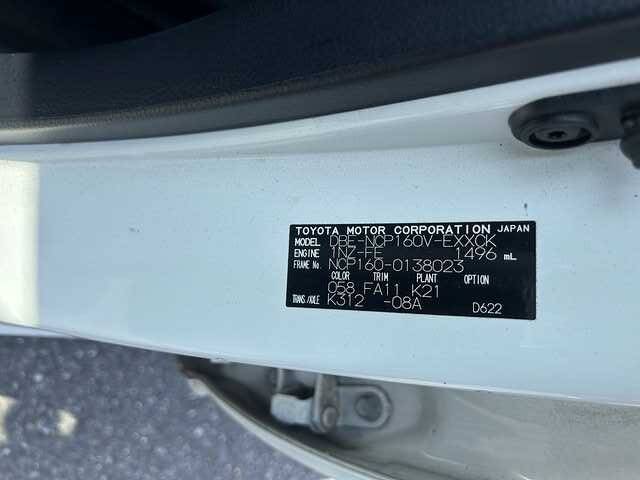 TOYOTA MOTOR CORPORATION JAPAN
MODEL DBE-NCP160V-EXXCK
ENGINE 1NZ-FE 1496 mL
FRAME No. NCP160-0138023
COLOR TRIM PLANT OPTION
058 FA11 K21
TRANS/AXLE K312 -08A D622